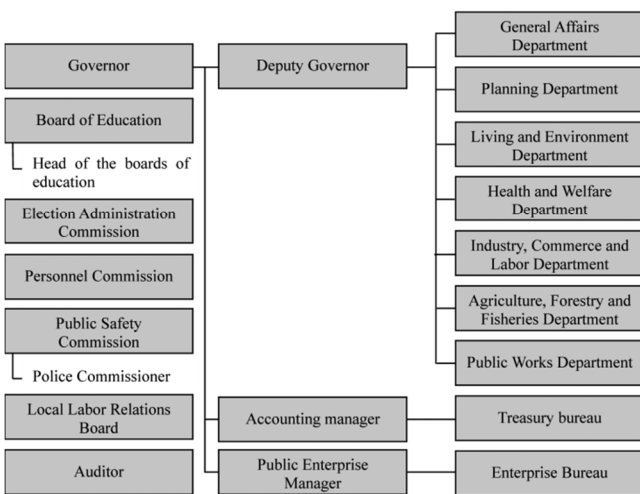 Governor
Board of Education
Head of the boards of
education
Election Administration
Commission
Personnel Commission
Public Safety
Commission
Police Commissioner
Local Labor Relations
Board
Auditor
Deputy Governor
Accounting manager
Public Enterprise
Manager
General Affairs
Department
Planning Department
Living and Environment
Department
Health and Welfare
Department
Industry, Commerce and
Labor Department
Agriculture, Forestry and
Fisheries Department
Public Works Department
Treasury bureau
Enterprise Bureau